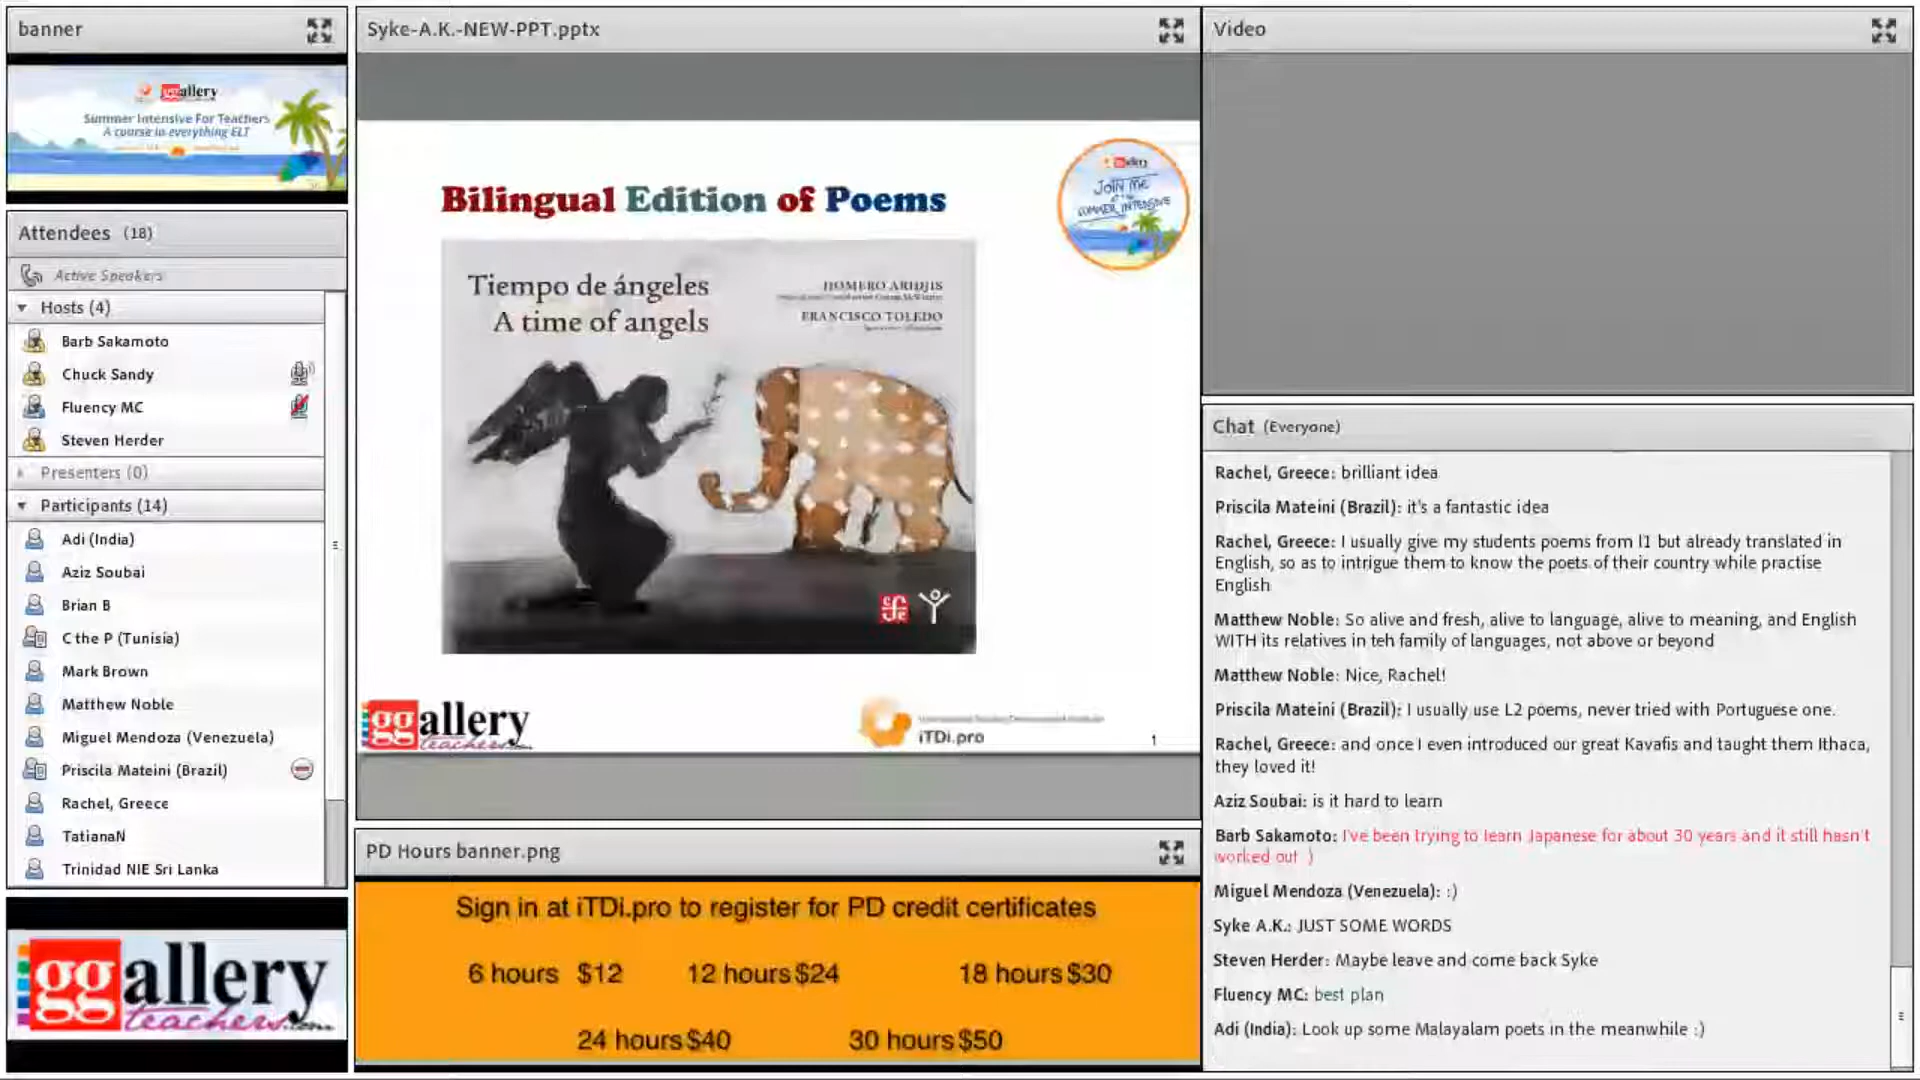 banner
ggallery
Summer Intensive For Teachers
A course in everything ELT
Attendees (18)
Active Speakers
Hosts (4)
Barb Sakamoto
Chuck Sandy
Fluency MC
Steven Herder
Presenters (0)
Participants (14)
Adi (India)
Aziz Soubai
Brian B
C the P (Tunisia)
Mark Brown
Matthew Noble
Miguel Mendoza (Venezuela)
Priscila Mateini (Brazil)
Rachel, Greece
TatianaN
Trinidad NIE Sri Lanka
ggallery
teachers.com
Syke-A.K.-NEW-PPT.pptx
JOIN ME
SUMMER INTENSIVE
Bilingual Edition of Poems
Tiempo de ángeles
A time of angels
HOMERO ARIDJIS
FRANCISCO TOLEDO
ggallery
teachers
iTDi.pro
1
PD Hours banner.png
Sign in at iTDi.pro to register for PD credit certificates
6 hours $12 12 hours $24 18 hours $30
24 hours $40 30 hours $50
Video
Chat (Everyone)
Rachel, Greece: brilliant idea
Priscila Mateini (Brazil): it's a fantastic idea
Rachel, Greece: I usually give my students poems from l1 but already translated in
English, so as to intrigue them to know the poets of their country while practise
English
Matthew Noble: So alive and fresh, alive to language, alive to meaning, and English
WITH its relatives in teh family of languages, not above or beyond
Matthew Noble: Nice, Rachel!
Priscila Mateini (Brazil): I usually use L2 poems, never tried with Portuguese one.
Rachel, Greece: and once I even introduced our great Kavafis and taught them Ithaca,
they loved it!
Aziz Soubai: is it hard to learn
Barb Sakamoto: I've been trying to learn Japanese for about 30 years and it still hasn't
worked out :)
Miguel Mendoza (Venezuela): :)
Syke A.K.: JUST SOME WORDS
Steven Herder: Maybe leave and come back Syke
Fluency MC: best plan
Adi (India): Look up some Malayalam poets in the meanwhile :)